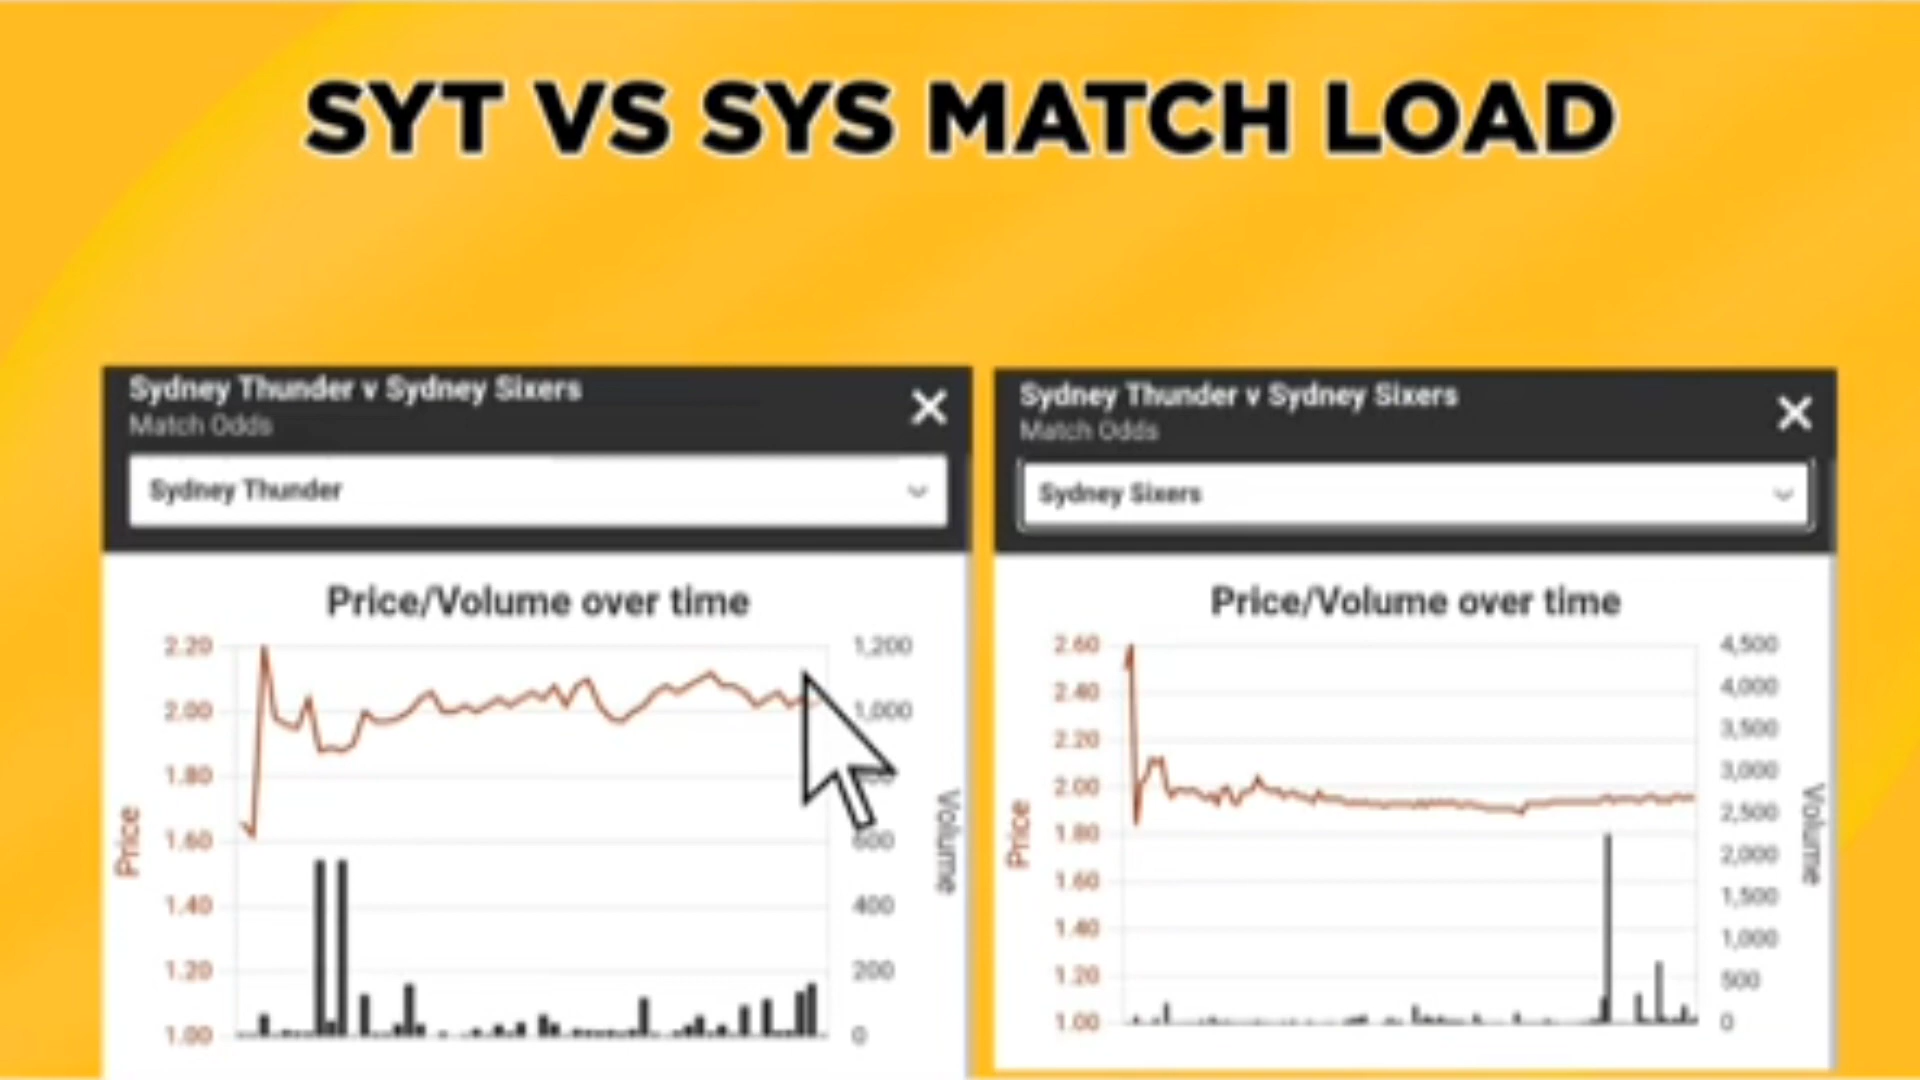 SYT VS SYS MATCH LOAD
Sydney Thunder v Sydney Sixers
Match Odds
Sydney Thunder
Price/Volume over time
2.20
2.00
1.80
1.60
1.40
1.20
1.00
Price
1,200
1,000
600
400
200
0
Volume
Sydney Thunder v Sydney Sixers
Match Odds
Sydney Sixers
Price/Volume over time
2.60
2.40
2.20
2.00
1.80
1.60
1.40
1.20
1.00
Price
4,500
4,000
3,500
3,000
2,500
2,000
1,500
1,000
500
0
Volume